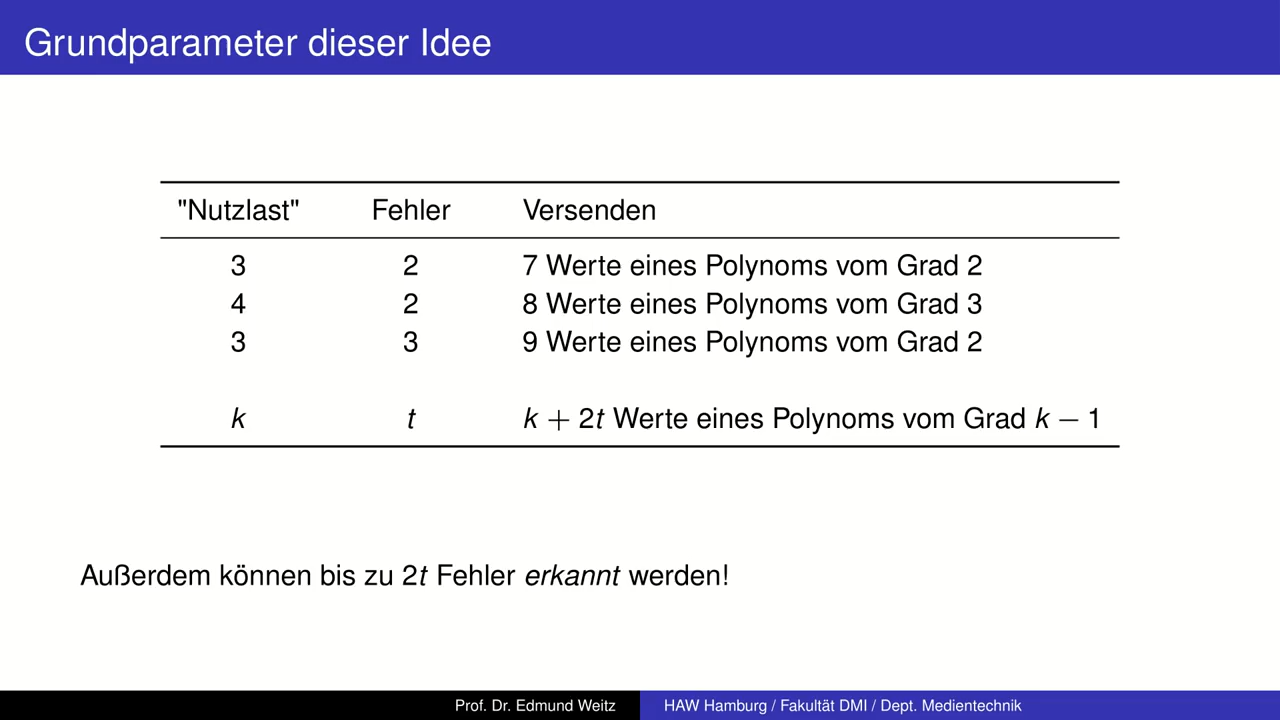 Grundparameter dieser Idee
"Nutzlast" Fehler Versenden
3 2 7 Werte eines Polynoms vom Grad 2
4 2 8 Werte eines Polynoms vom Grad 3
3 3 9 Werte eines Polynoms vom Grad 2
k t k + 2t Werte eines Polynoms vom Grad k − 1
Außerdem können bis zu 2t Fehler erkannt werden!
Prof. Dr. Edmund Weitz HAW Hamburg / Fakultät DMI / Dept. Medientechnik